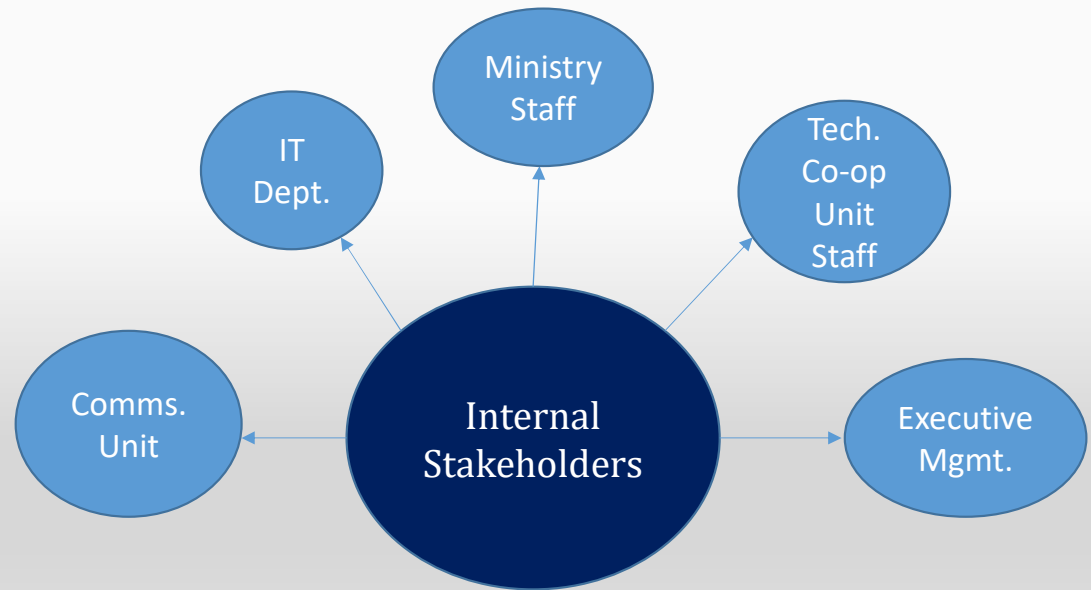 Ministry
Staff
IT
Dept.
Tech.
Co-op
Unit
Staff
Comms.
Unit
Internal
Stakeholders
Executive
Mgmt.